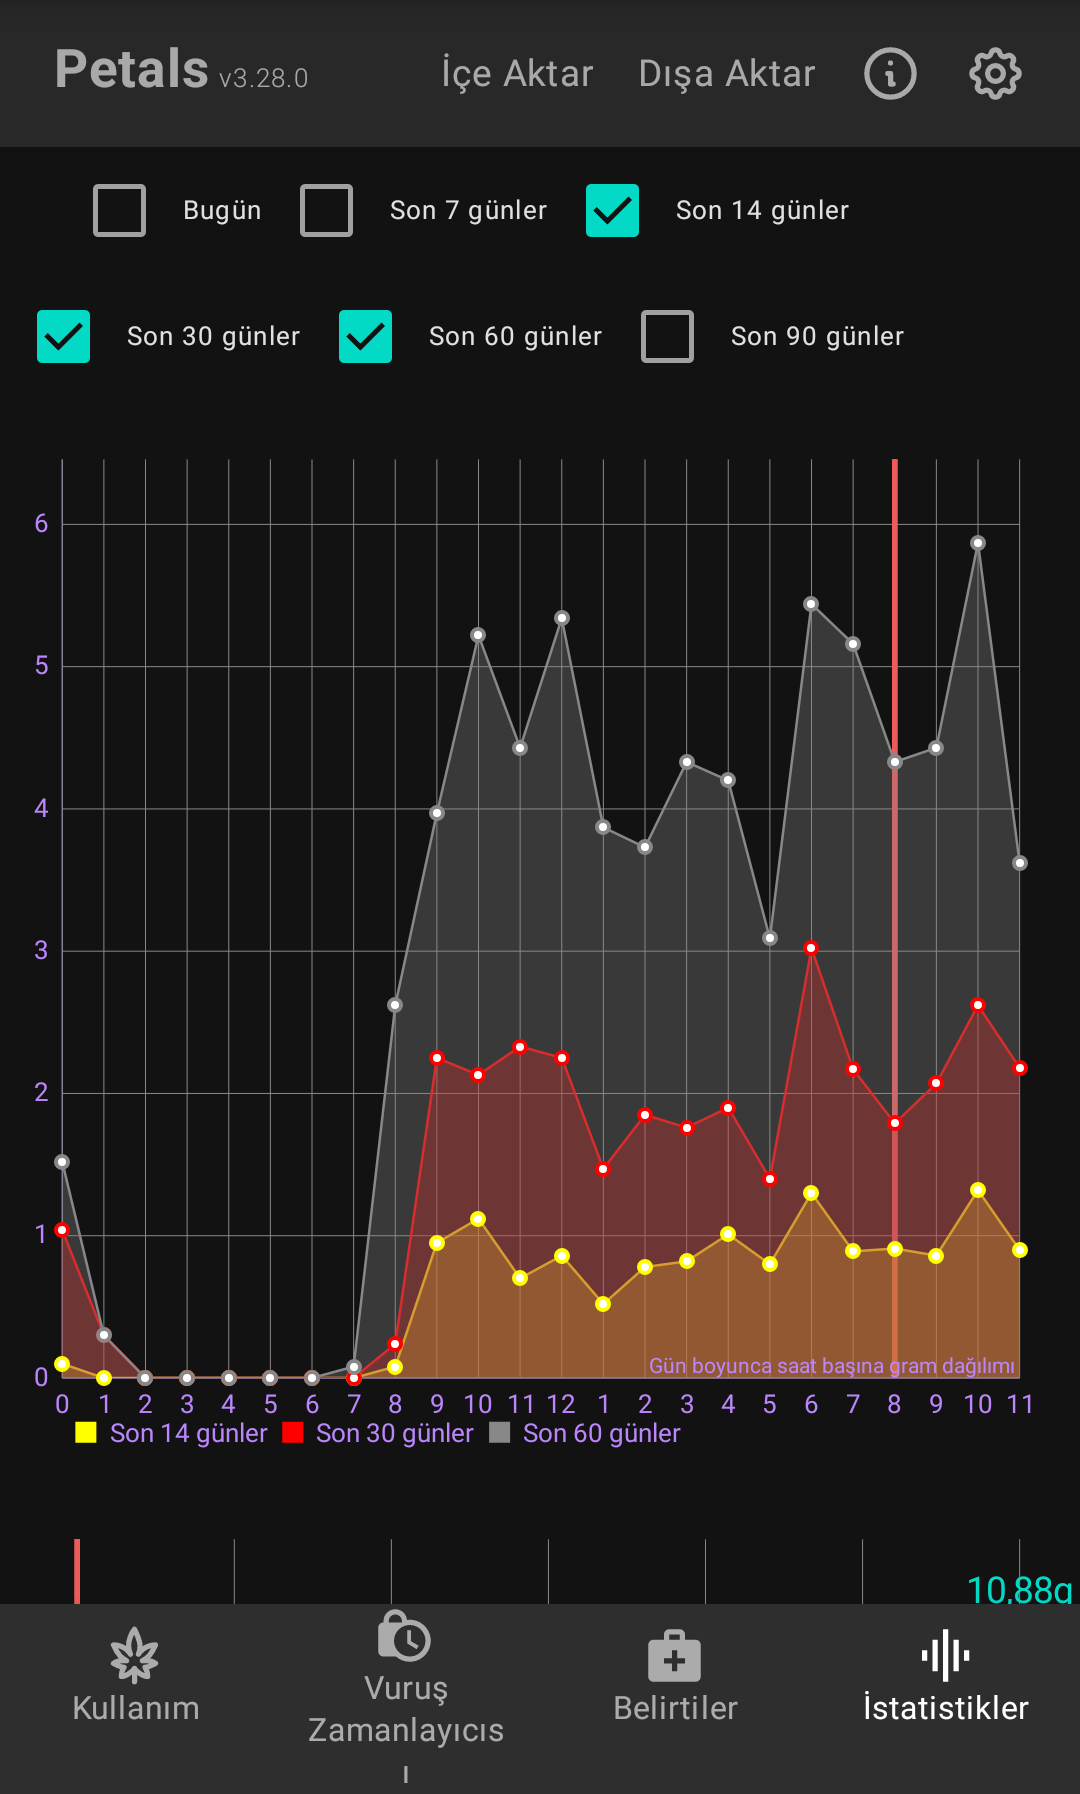 Petals v3.28.0 İçe Aktar Dışa Aktar
Bugün Son 7 günler Son 14 günler
Son 30 günler Son 60 günler Son 90 günler
6
5
4
3
2
1
0
Gün boyunca saat başına gram dağılımı
0 1 2 3 4 5 6 7 8 9 10 11 12 1 2 3 4 5 6 7 8 9 10 11
Son 14 günler Son 30 günler Son 60 günler
10,88g
Kullanım Vuruş Belirtiler İstatistikler
Zamanlayıcıs
ı